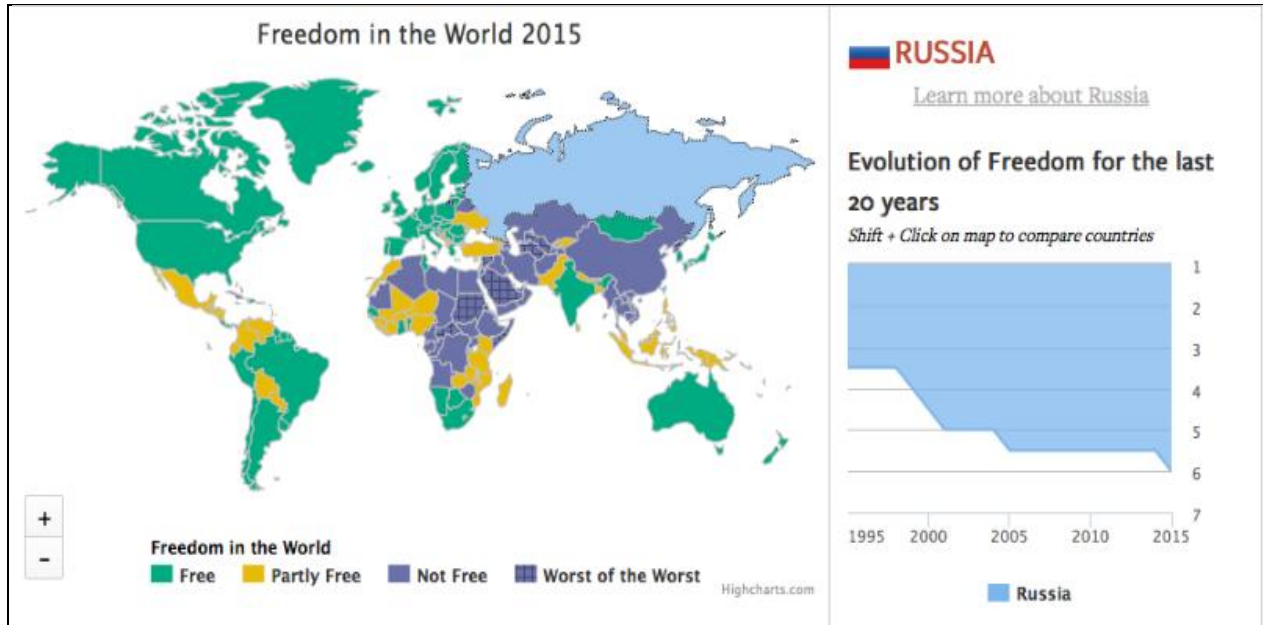 Freedom in the World 2015
+
-
Freedom in the World
Free
Partly Free
Not Free
Worst of the Worst
Highcharts.com
RUSSIA
Learn more about Russia
Evolution of Freedom for the last
20 years
Shift + Click on map to compare countries
1
2
3
4
5
6
7
1995 2000 2005 2010 2015
Russia